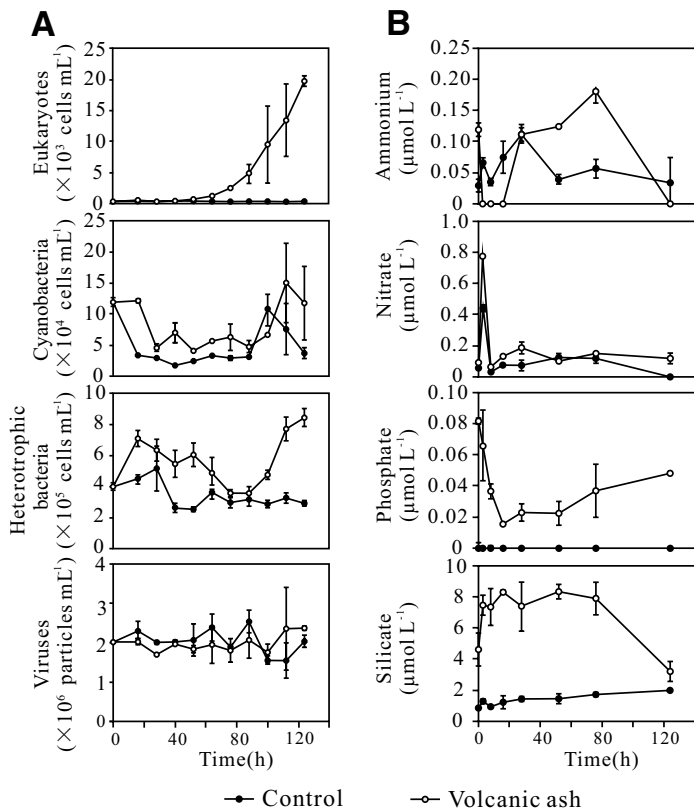 A
B
Eukaryotes
(×10³ cells mL⁻¹)
25
20
15
10
5
0
Cyanobacteria
(×10⁴ cells mL⁻¹)
25
20
15
10
5
0
Heterotrophic
bacteria
(×10⁵ cells mL⁻¹)
8
6
4
2
0
Viruses
(×10⁶ particles mL⁻¹)
4
3
2
1
0
0
40
80
120
Time(h)
Ammonium
(μmol L⁻¹)
0.20
0.15
0.10
0.05
0
Nitrate
(μmol L⁻¹)
1.0
0.8
0.6
0.4
0.2
0
Phosphate
(μmol L⁻¹)
0.10
0.08
0.06
0.04
0.02
0
Silicate
(μmol L⁻¹)
10
8
6
4
2
0
0
40
80
120
Time(h)
Control
Volcanic ash